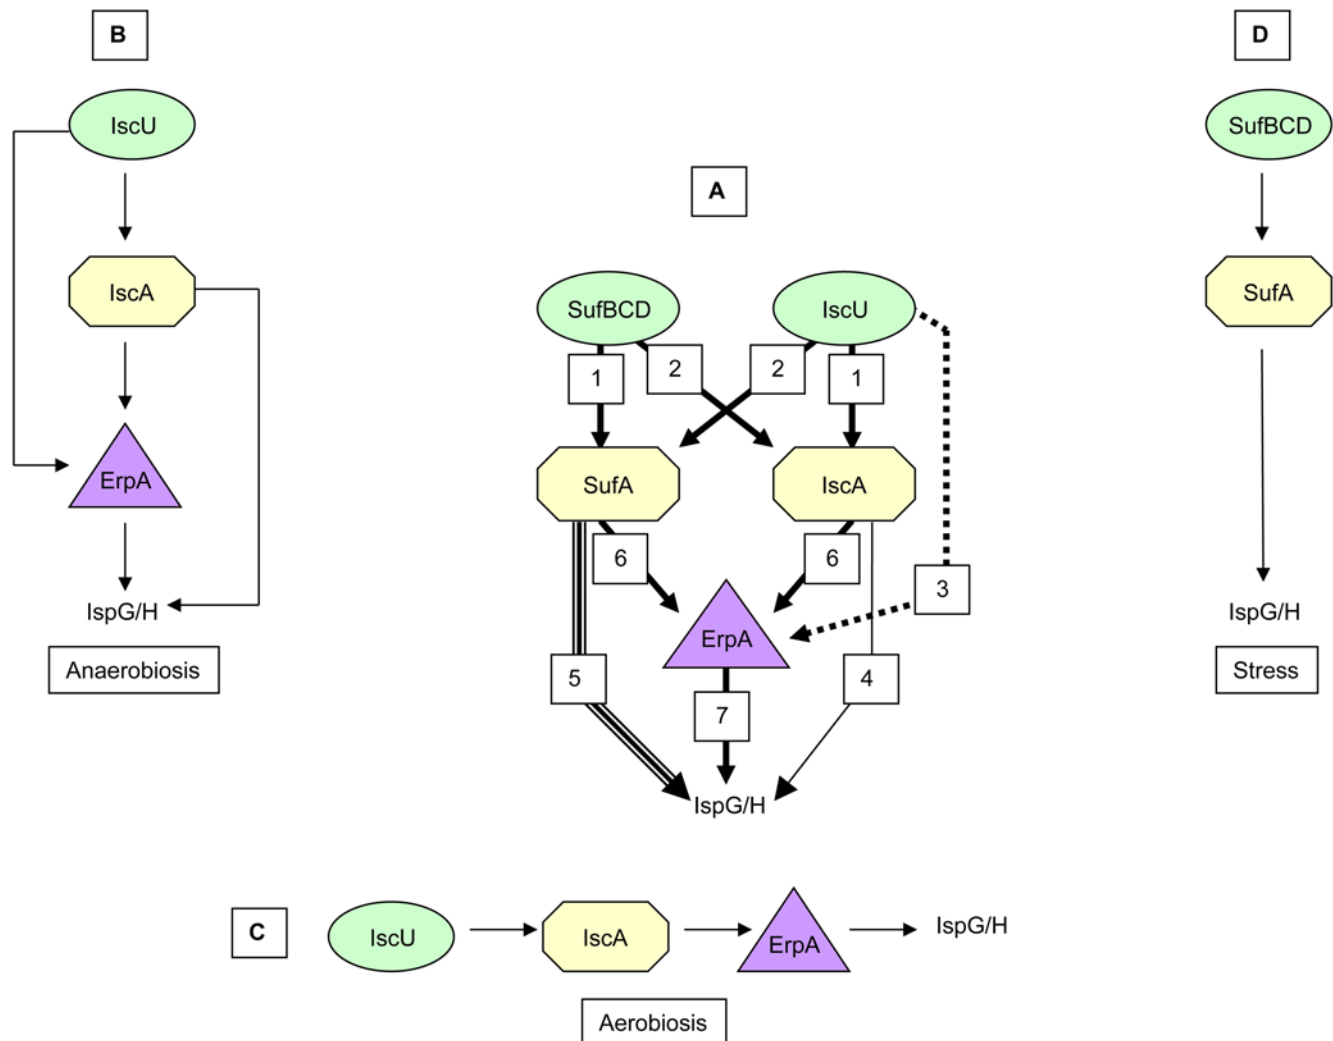 B
IscU
IscA
ErpA
IspG/H
Anaerobiosis
A
SufBCD
IscU
1
2
2
1
SufA
IscA
6
6
3
ErpA
5
4
7
IspG/H
D
SufBCD
SufA
IspG/H
Stress
C
IscU
IscA
ErpA
IspG/H
Aerobiosis